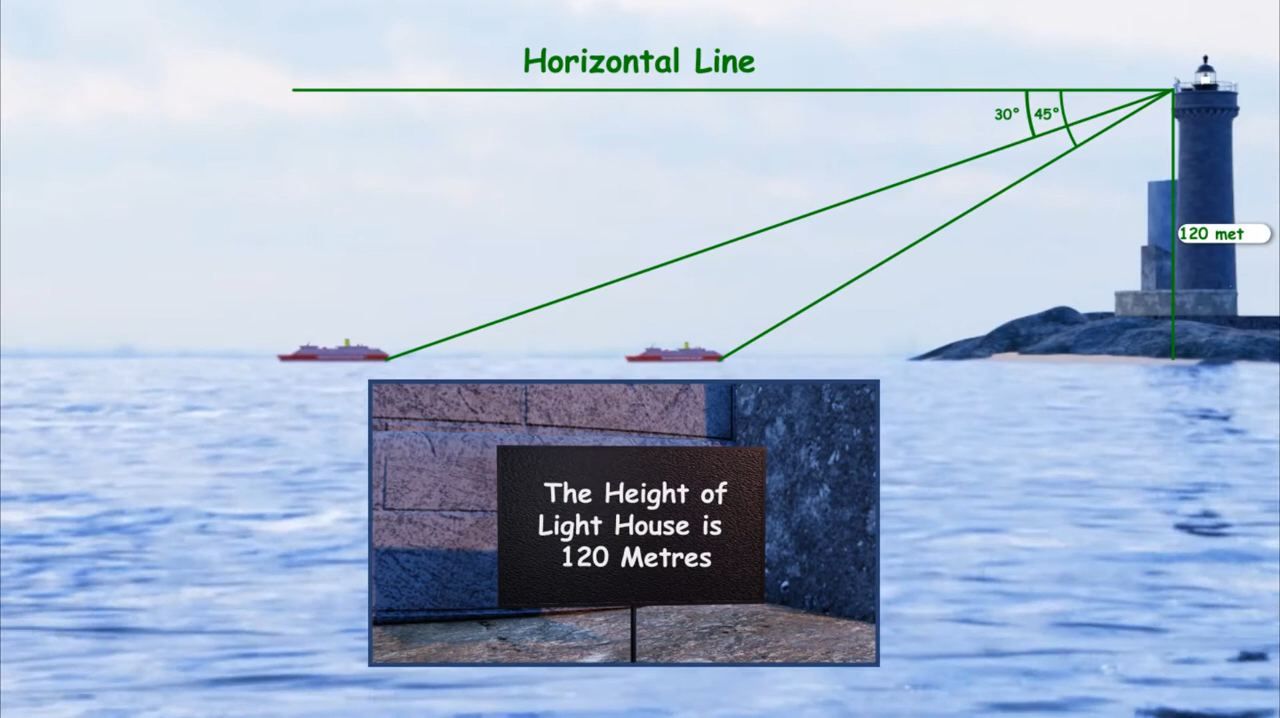 Horizontal Line
30° 45°
120 met
The Height of
Light House is
120 Metres